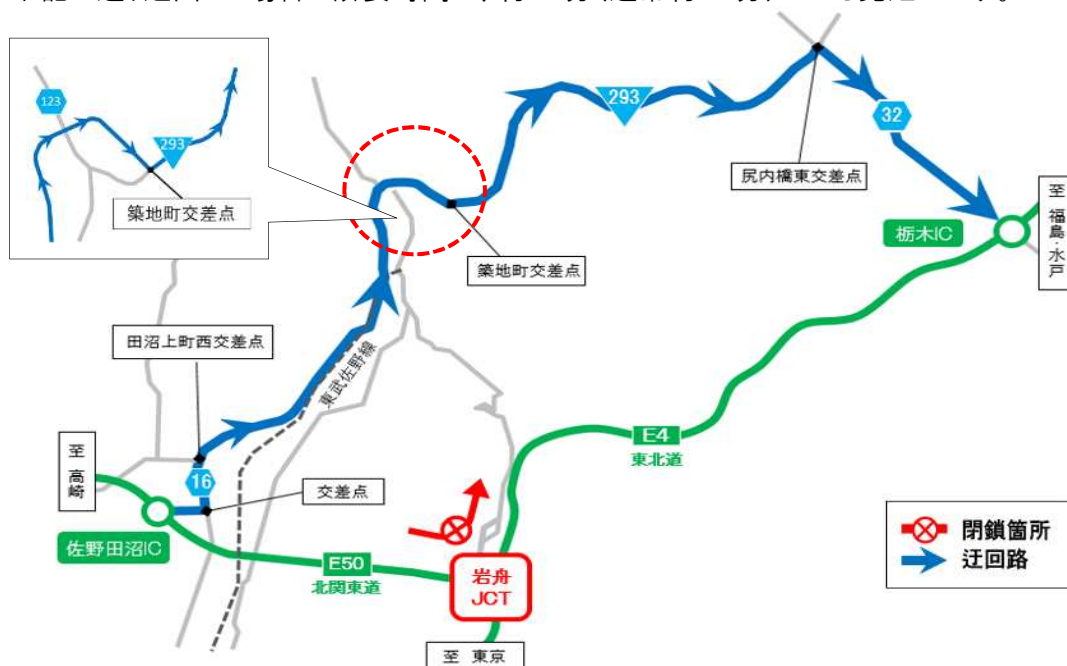 123
293
築地町交差点
293
32
尻内橋東交差点
至 福島・水戸
栃木IC
築地町交差点
田沼上町西交差点
東武佐野線
E4
東北道
至 高崎
16
交差点
佐野田沼IC
E50
北関東道
岩舟
JCT
至 東京
閉鎖箇所
迂回路